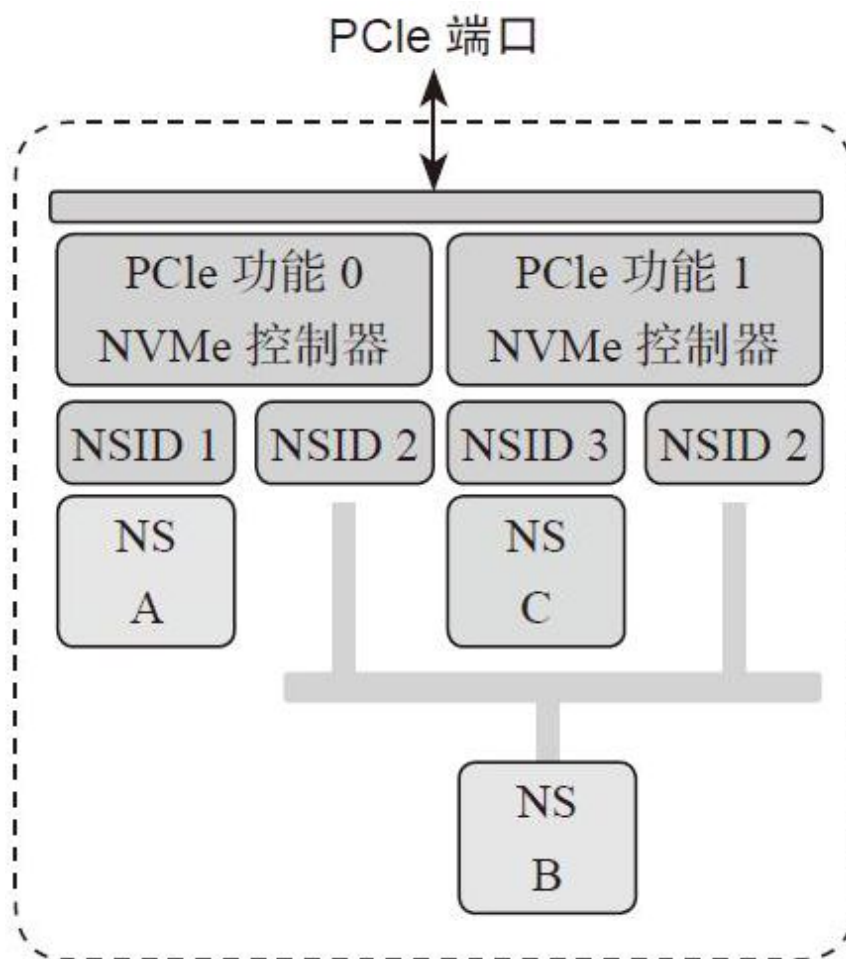 PCIe 端口
PCIe 功能 0
NVMe 控制器
PCIe 功能 1
NVMe 控制器
NSID 1
NSID 2
NSID 3
NSID 2
NS
A
NS
C
NS
B